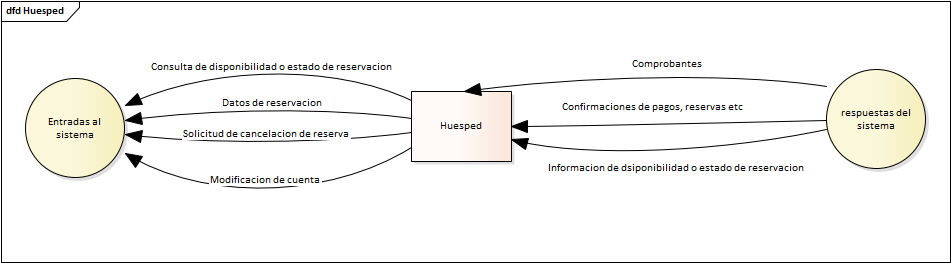 dfd Huesped
Consulta de disponibilidad o estado de reservacion
Comprobantes
Datos de reservacion
Confirmaciones de pagos, reservas etc
Entradas al
sistema
Huesped
respuestas del
sistema
Solicitud de cancelacion de reserva
Informacion de dsiponibilidad o estado de reservacion
Modificacion de cuenta